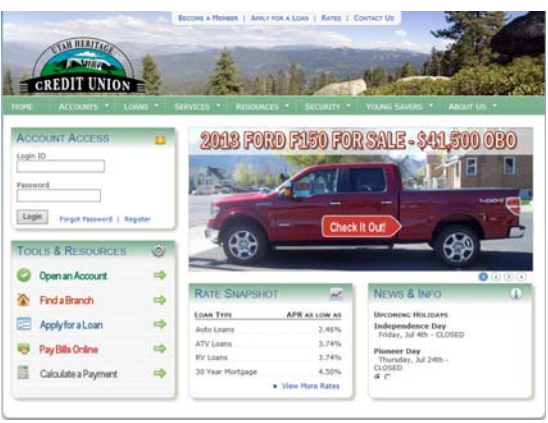 BECOME A MEMBER | APPLY FOR A LOAN | RATES | CONTACT US
UTAH HERITAGE
CREDIT UNION
HOME ACCOUNTS LOANS SERVICES RESOURCES SECURITY YOUNG SAVERS ABOUT US
ACCOUNT ACCESS
Login ID
Password
Login Forgot Password | Register
2013 FORD F150 FOR SALE - $41,500 OBO
Check It Out!
1 2 3 4
TOOLS & RESOURCES
Open an Account
Find a Branch
Apply for a Loan
Pay Bills Online
Calculate a Payment
RATE SNAPSHOT
LOAN TYPE APR AS LOW AS
Auto Loans 2.46%
ATV Loans 3.74%
RV Loans 3.74%
30 Year Mortgage 4.50%
View More Rates
NEWS & INFO
UPCOMING HOLIDAYS
Independence Day
Friday, Jul 4th - CLOSED
Pioneer Day
Thursday, Jul 24th -
CLOSED